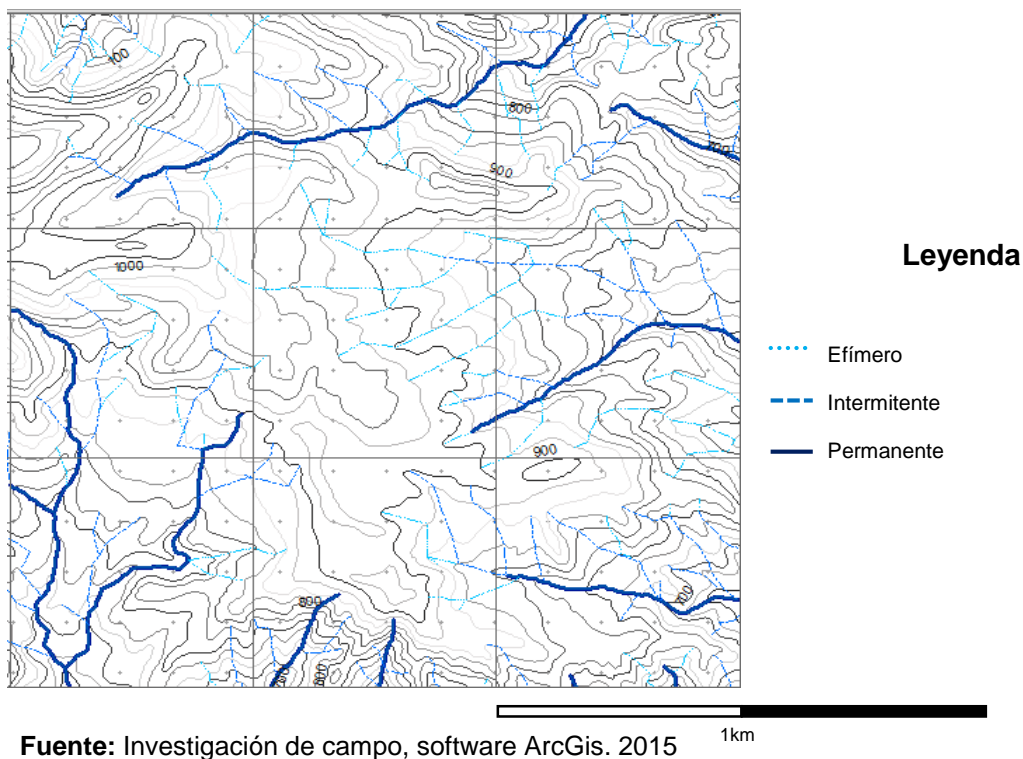 100
800
700
900
1000
Leyenda
Efímero
Intermitente
900
Permanente
800
700
800
1km
Fuente: Investigación de campo, software ArcGis. 2015